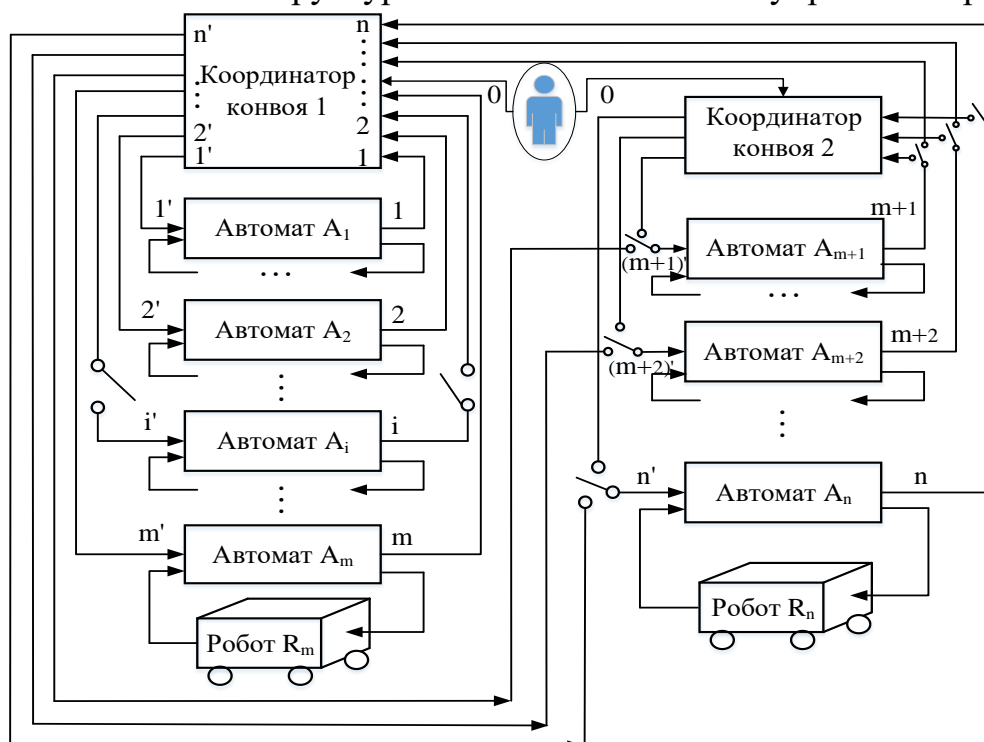 n'
n
Координатор
конвоя 1
2'
2
1'
1
0
0
Координатор
конвоя 2
1'
Автомат A₁
1
...
2'
Автомат A₂
2
i'
Автомат Aᵢ
i
m'
Автомат Aₘ
m
Робот Rₘ
m+1
(m+1)'
Автомат Aₘ₊₁
...
m+2
(m+2)'
Автомат Aₘ₊₂
n'
Автомат Aₙ
n
Робот Rₙ